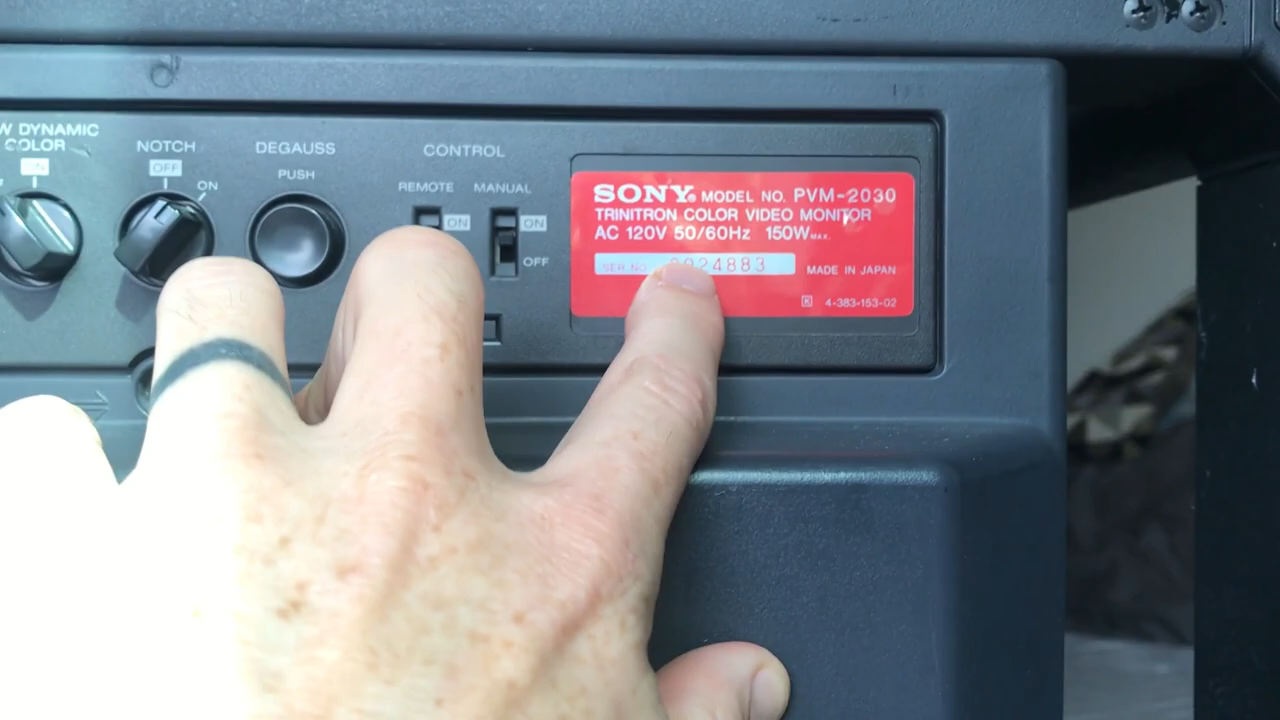 W DYNAMIC
COLOR
ON
NOTCH
OFF
ON
DEGAUSS
PUSH
CONTROL
REMOTE
MANUAL
ON
ON
OFF
SONY® MODEL NO. PVM-2030
TRINITRON COLOR VIDEO MONITOR
AC 120V 50/60Hz 150W MAX.
SER. NO. 2024883
MADE IN JAPAN
K 4-383-153-02